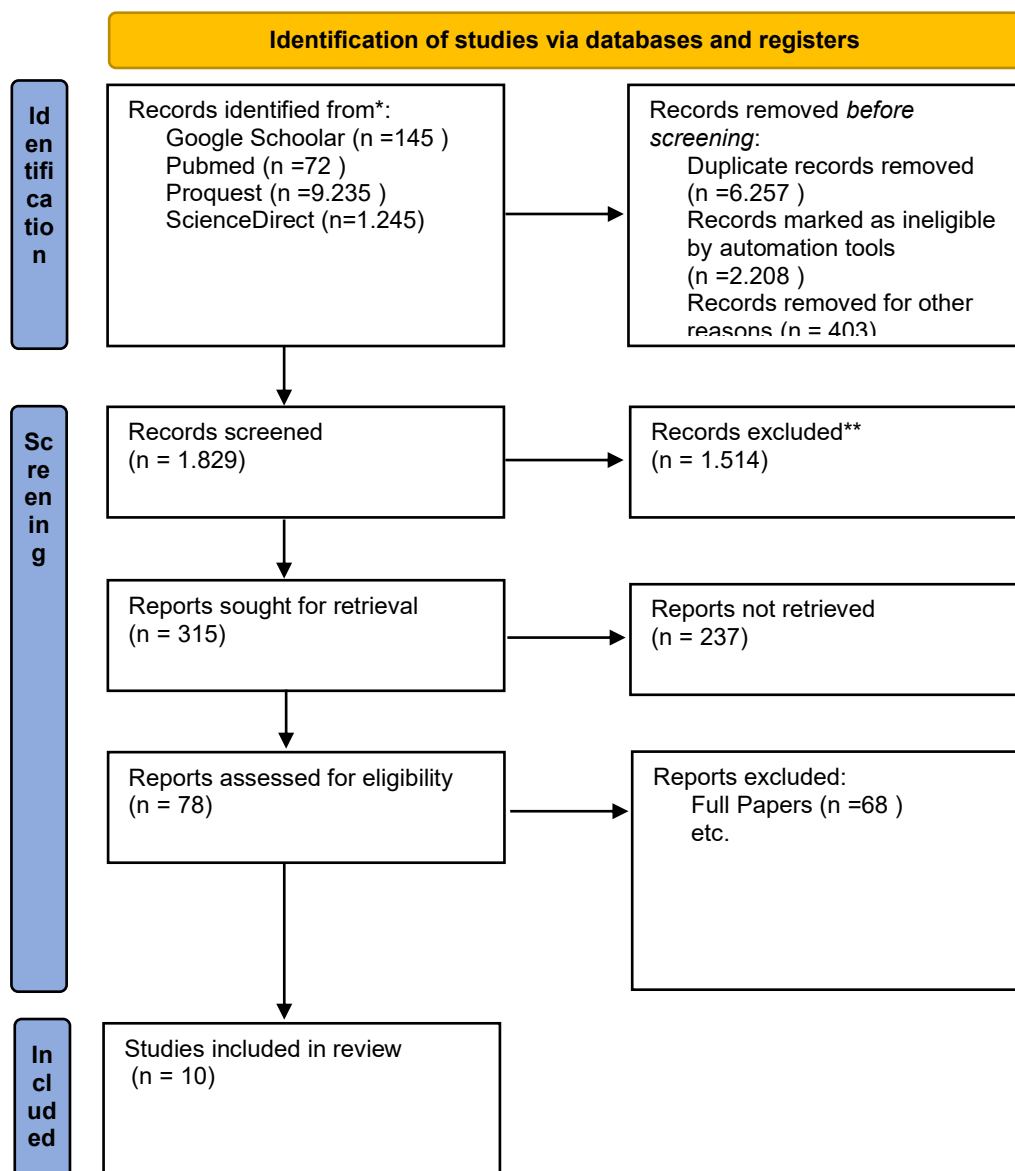 Identification of studies via databases and registers
Id
en
tifi
ca
tio
n
Records identified from*:
Google Schoolar (n =145 )
Pubmed (n =72 )
Proquest (n =9.235 )
ScienceDirect (n=1.245)
Records removed before
screening:
Duplicate records removed
(n =6.257 )
Records marked as ineligible
by automation tools
(n =2.208 )
Records removed for other
reasons (n = 403)
Sc
re
en
in
g
Records screened
(n = 1.829)
Records excluded**
(n = 1.514)
Reports sought for retrieval
(n = 315)
Reports not retrieved
(n = 237)
Reports assessed for eligibility
(n = 78)
Reports excluded:
Full Papers (n =68 )
etc.
In
cl
ud
ed
Studies included in review
(n = 10)